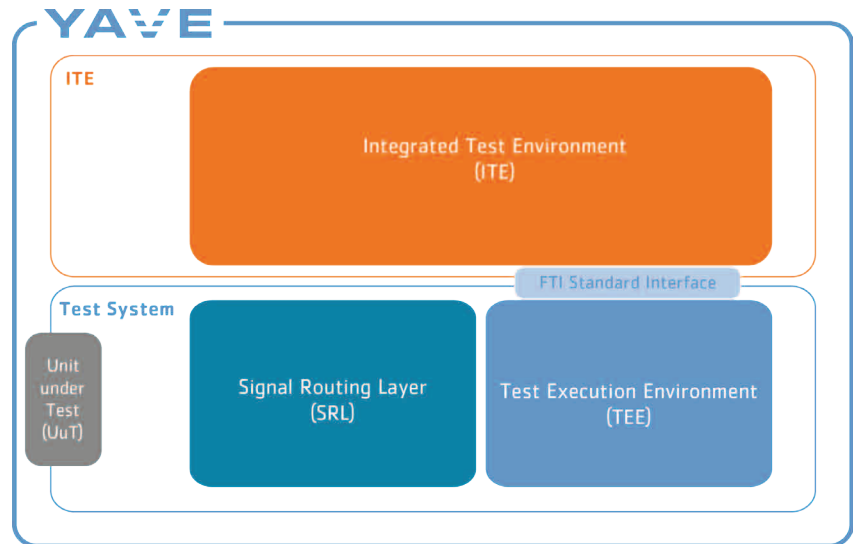 YAVE
ITE
Integrated Test Environment
(ITE)
FTI Standard Interface
Test System
Unit
under
Test
(UuT)
Signal Routing Layer
(SRL)
Test Execution Environment
(TEE)